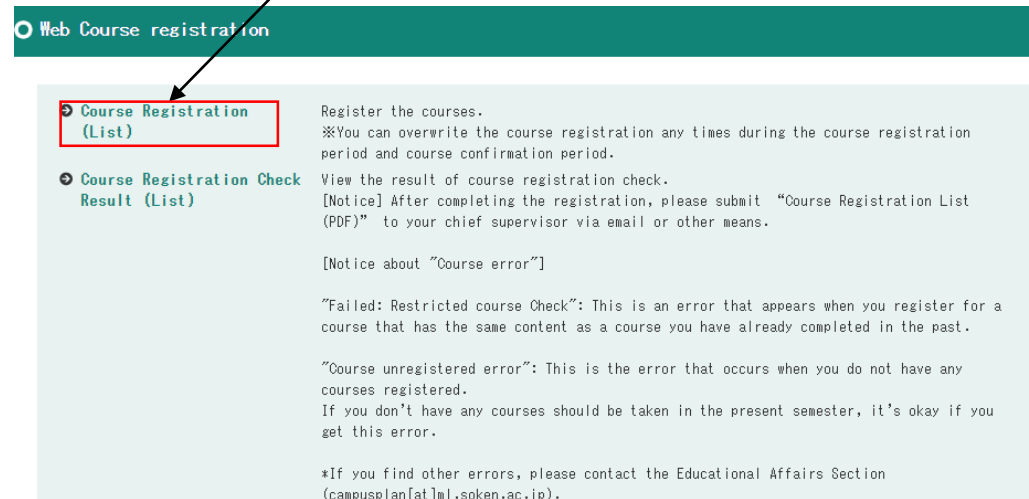 Web Course registration
Course Registration
(List)
Register the courses.
※You can overwrite the course registration any times during the course registration
period and course confirmation period.
Course Registration Check
Result (List)
View the result of course registration check.
[Notice] After completing the registration, please submit “Course Registration List
(PDF)” to your chief supervisor via email or other means.
[Notice about ″Course error″]
″Failed: Restricted course Check″: This is an error that appears when you register for a
course that has the same content as a course you have already completed in the past.
″Course unregistered error″: This is the error that occurs when you do not have any
courses registered.
If you don’t have any courses should be taken in the present semester, it’s okay if you
get this error.
*If you find other errors, please contact the Educational Affairs Section
(campusplan[at]ml.soken.ac.jp).